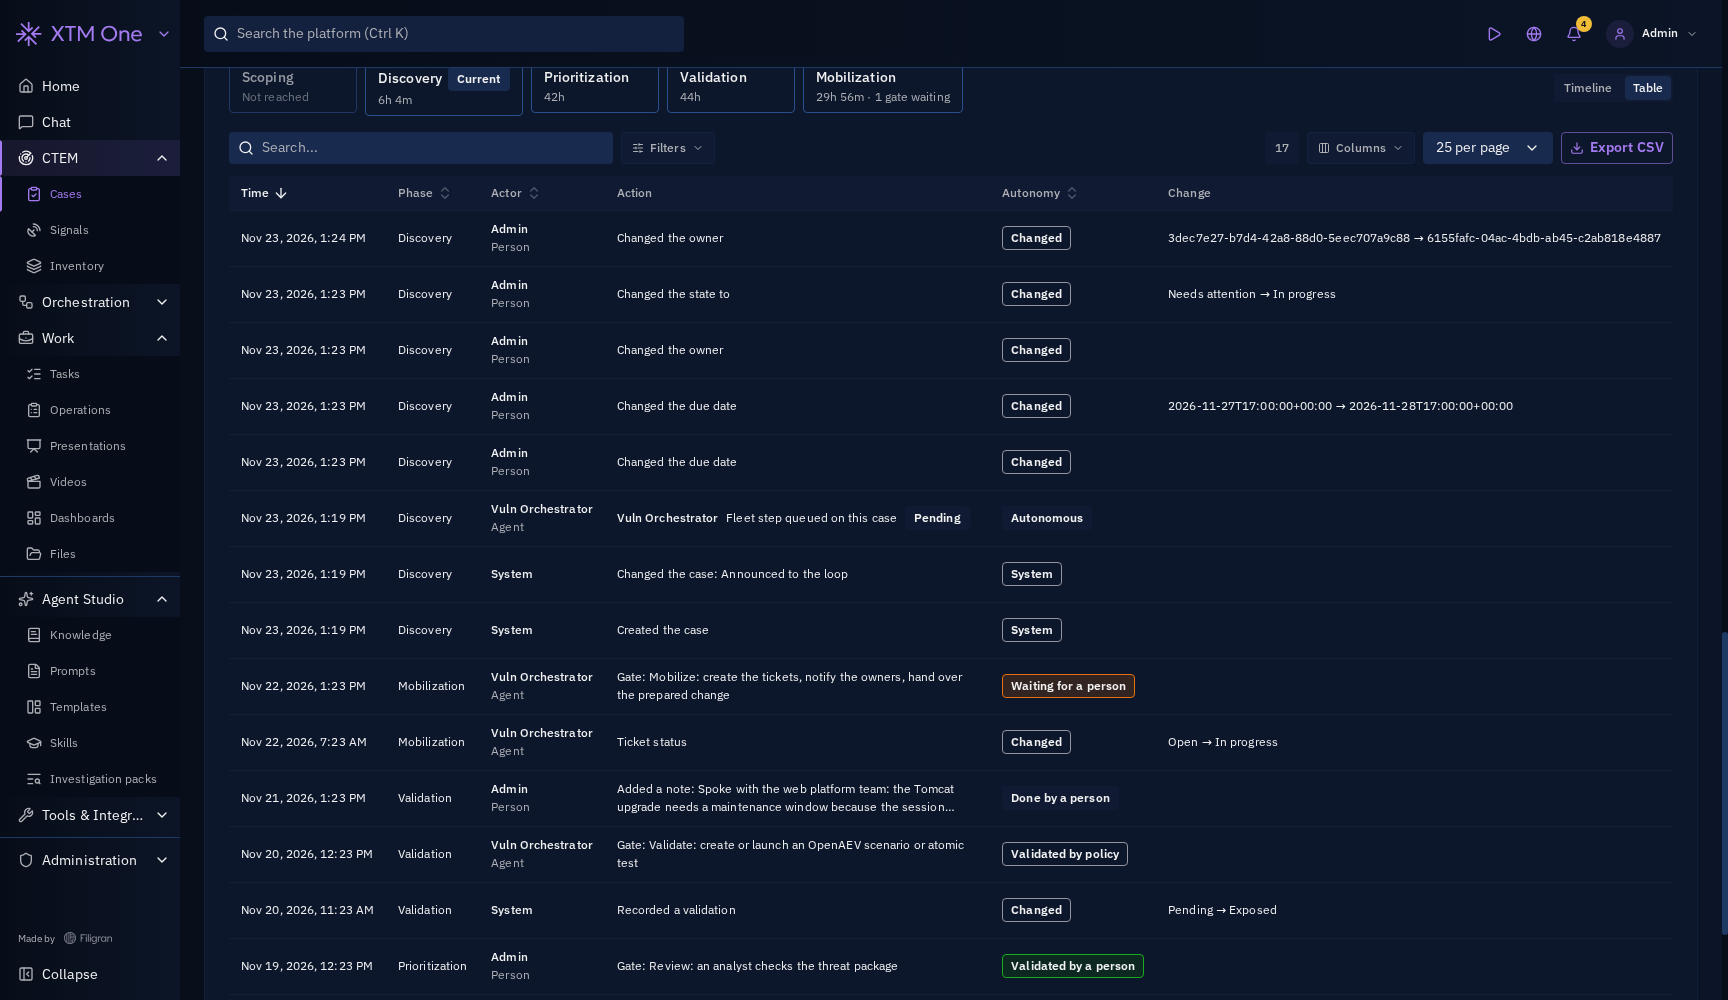 XTM One
Search the platform (Ctrl K)
4
Admin
Home
Chat
CTEM
Cases
Signals
Inventory
Orchestration
Work
Tasks
Operations
Presentations
Videos
Dashboards
Files
Agent Studio
Knowledge
Prompts
Templates
Skills
Investigation packs
Tools & Integr...
Administration
Made by Filigran
Collapse
Scoping
Not reached
Discovery Current
6h 4m
Prioritization
42h
Validation
44h
Mobilization
29h 56m · 1 gate waiting
Timeline Table
Search... Filters 17 Columns 25 per page Export CSV
Time Phase Actor Action Autonomy Change
Nov 23, 2026, 1:24 PM Discovery Admin Person Changed the owner Changed 3dec7e27-b7d4-42a8-88d0-5eec707a9c88 → 6155fafc-04ac-4bdb-ab45-c2ab818e4887
Nov 23, 2026, 1:23 PM Discovery Admin Person Changed the state to Changed Needs attention → In progress
Nov 23, 2026, 1:23 PM Discovery Admin Person Changed the owner Changed
Nov 23, 2026, 1:23 PM Discovery Admin Person Changed the due date Changed 2026-11-27T17:00:00+00:00 → 2026-11-28T17:00:00+00:00
Nov 23, 2026, 1:23 PM Discovery Admin Person Changed the due date Changed
Nov 23, 2026, 1:19 PM Discovery Vuln Orchestrator Agent Vuln Orchestrator Fleet step queued on this case Pending Autonomous
Nov 23, 2026, 1:19 PM Discovery System Changed the case: Announced to the loop System
Nov 23, 2026, 1:19 PM Discovery System Created the case System
Nov 22, 2026, 1:23 PM Mobilization Vuln Orchestrator Agent Gate: Mobilize: create the tickets, notify the owners, hand over the prepared change Waiting for a person
Nov 22, 2026, 7:23 AM Mobilization Vuln Orchestrator Agent Ticket status Changed Open → In progress
Nov 21, 2026, 1:23 PM Validation Admin Person Added a note: Spoke with the web platform team: the Tomcat upgrade needs a maintenance window because the session... Done by a person
Nov 20, 2026, 12:23 PM Validation Vuln Orchestrator Agent Gate: Validate: create or launch an OpenAEV scenario or atomic test Validated by policy
Nov 20, 2026, 11:23 AM Validation System Recorded a validation Changed Pending → Exposed
Nov 19, 2026, 12:23 PM Prioritization Admin Person Gate: Review: an analyst checks the threat package Validated by a person